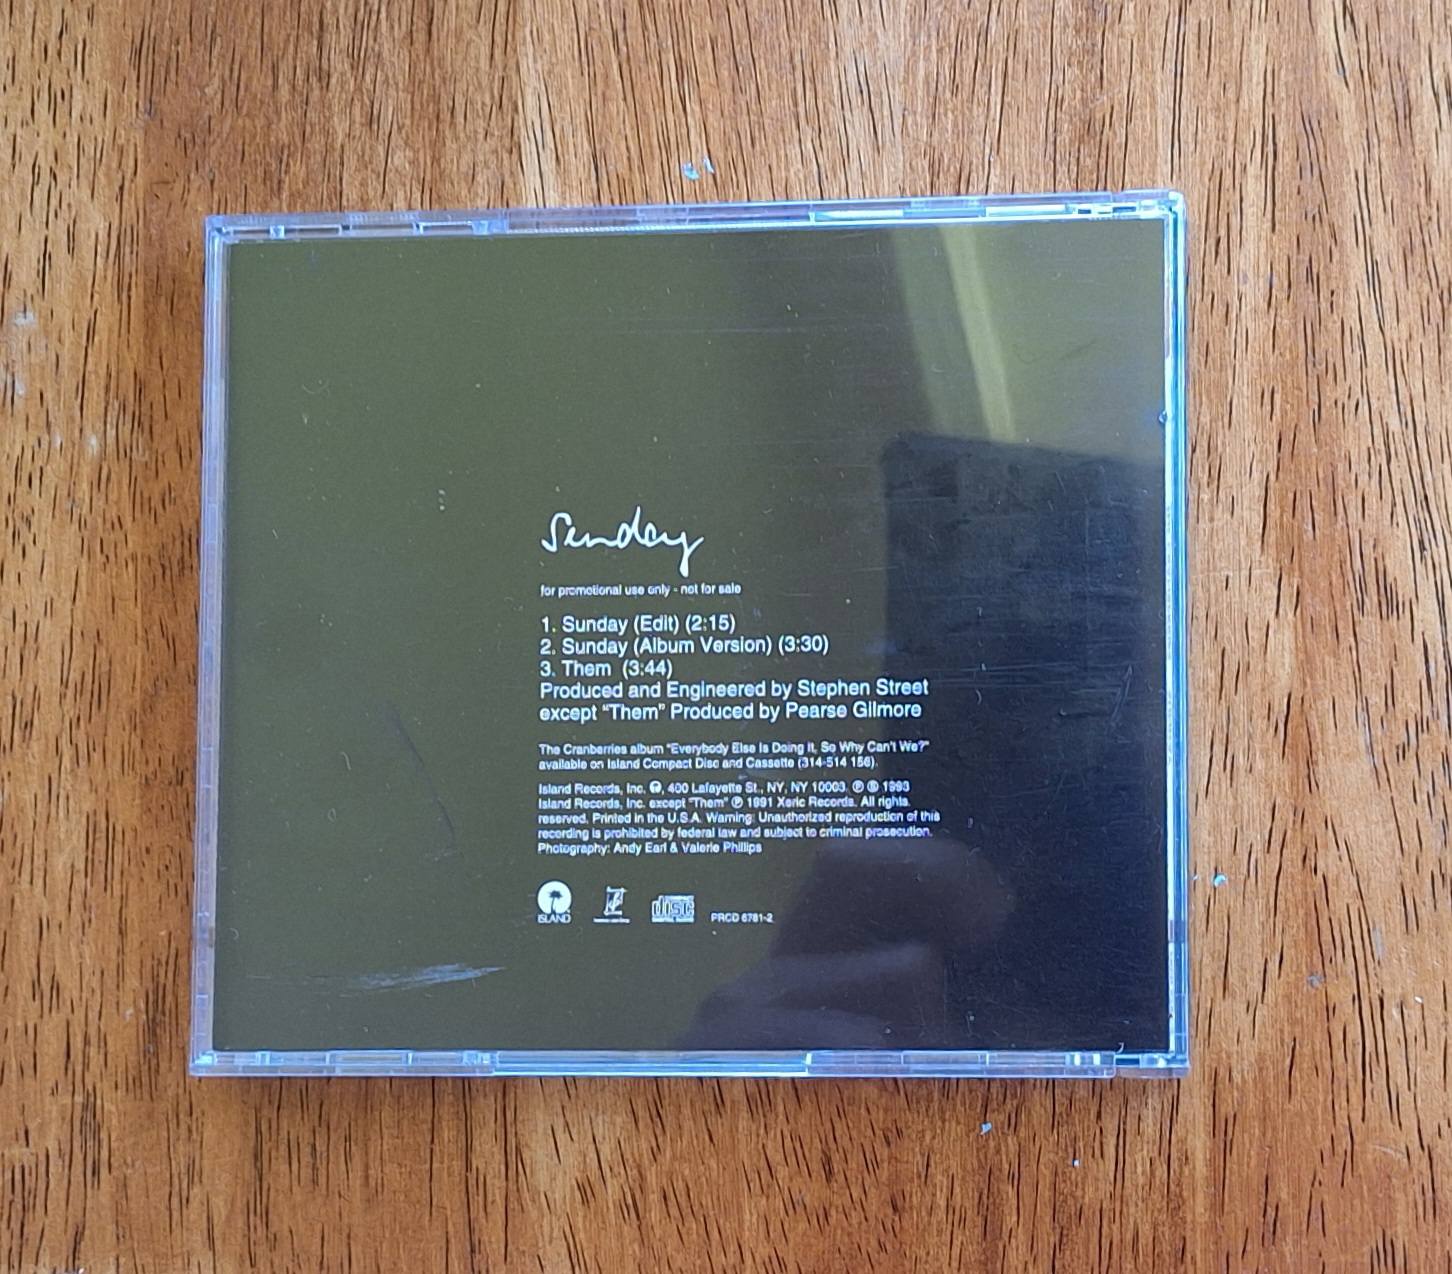 Sunday
for promotional use only - not for sale
1. Sunday (Edit) (2:15)
2. Sunday (Album Version) (3:30)
3. Them (3:44)
Produced and Engineered by Stephen Street
except "Them" Produced by Pearse Gilmore
The Cranberries album "Everybody Else Is Doing It, So Why Can't We?"
available on Island Compact Disc and Cassette (314-514 156).
Island Records, Inc. ®, 400 Lafayette St., NY, NY 10003 ℗ © 1993
Island Records, Inc. except "Them" ℗ 1991 Xeric Records. All rights
reserved. Printed in the U.S.A. Warning: Unauthorized reproduction of this
recording is prohibited by federal law and subject to criminal prosecution.
Photography: Andy Earl & Valerie Phillips
ISLAND
disc
PRCD 6781-2